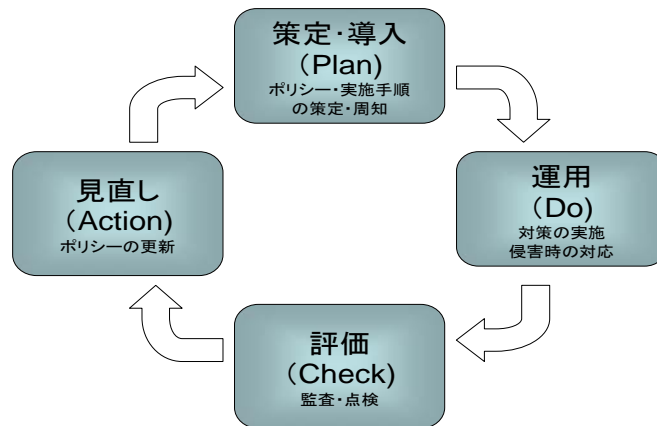 策定・導入
（Plan)
ポリシー・実施手順
の策定・周知
運用
（Do)
対策の実施
侵害時の対応
評価
（Check)
監査・点検
見直し
（Action)
ポリシーの更新